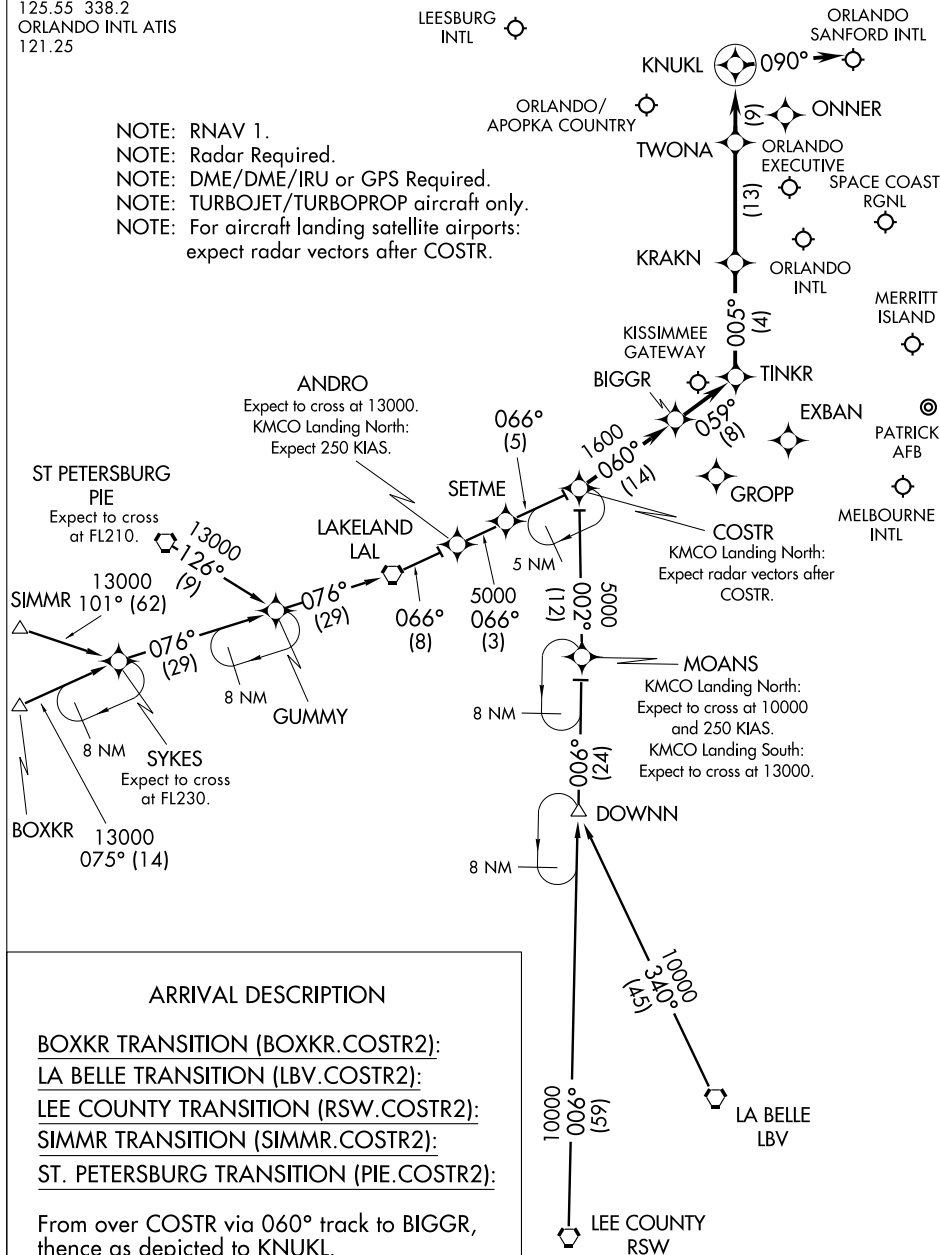 125.55 338.2
ORLANDO INTL ATIS
121.25
LEESBURG
INTL
ORLANDO
SANFORD INTL
KNUKL
090°
ORLANDO/
APOPKA COUNTRY
(9)
ONNER
TWONA
ORLANDO
EXECUTIVE
SPACE COAST
RGNL
NOTE: RNAV 1.
NOTE: Radar Required.
NOTE: DME/DME/IRU or GPS Required.
NOTE: TURBOJET/TURBOPROP aircraft only.
NOTE: For aircraft landing satellite airports:
expect radar vectors after COSTR.
(13)
KRAKN
ORLANDO
INTL
MERRITT
ISLAND
005°
(4)
KISSIMMEE
GATEWAY
BIGGR
TINKR
059°
(8)
EXBAN
PATRICK
AFB
GROPP
MELBOURNE
INTL
ANDRO
Expect to cross at 13000.
KMCO Landing North:
Expect 250 KIAS.
066°
(5)
1600
060°
(14)
SETME
5 NM
COSTR
KMCO Landing North:
Expect radar vectors after
COSTR.
ST PETERSBURG
PIE
Expect to cross
at FL210.
13000
126°
(9)
LAKELAND
LAL
SIMMR
13000
101° (62)
076°
(29)
076°
(29)
066°
(8)
5000
066°
(3)
5000
002°
(12)
8 NM
GUMMY
8 NM
SYKES
Expect to cross
at FL230.
BOXKR
13000
075° (14)
MOANS
KMCO Landing North:
Expect to cross at 10000
and 250 KIAS.
KMCO Landing South:
Expect to cross at 13000.
8 NM
006°
(24)
DOWNN
8 NM
10000
340°
(45)
10000
006°
(59)
LA BELLE
LBV
LEE COUNTY
RSW
ARRIVAL DESCRIPTION
BOXKR TRANSITION (BOXKR.COSTR2):
LA BELLE TRANSITION (LBV.COSTR2):
LEE COUNTY TRANSITION (RSW.COSTR2):
SIMMR TRANSITION (SIMMR.COSTR2):
ST. PETERSBURG TRANSITION (PIE.COSTR2):
From over COSTR via 060° track to BIGGR,
thence as depicted to KNUKL.